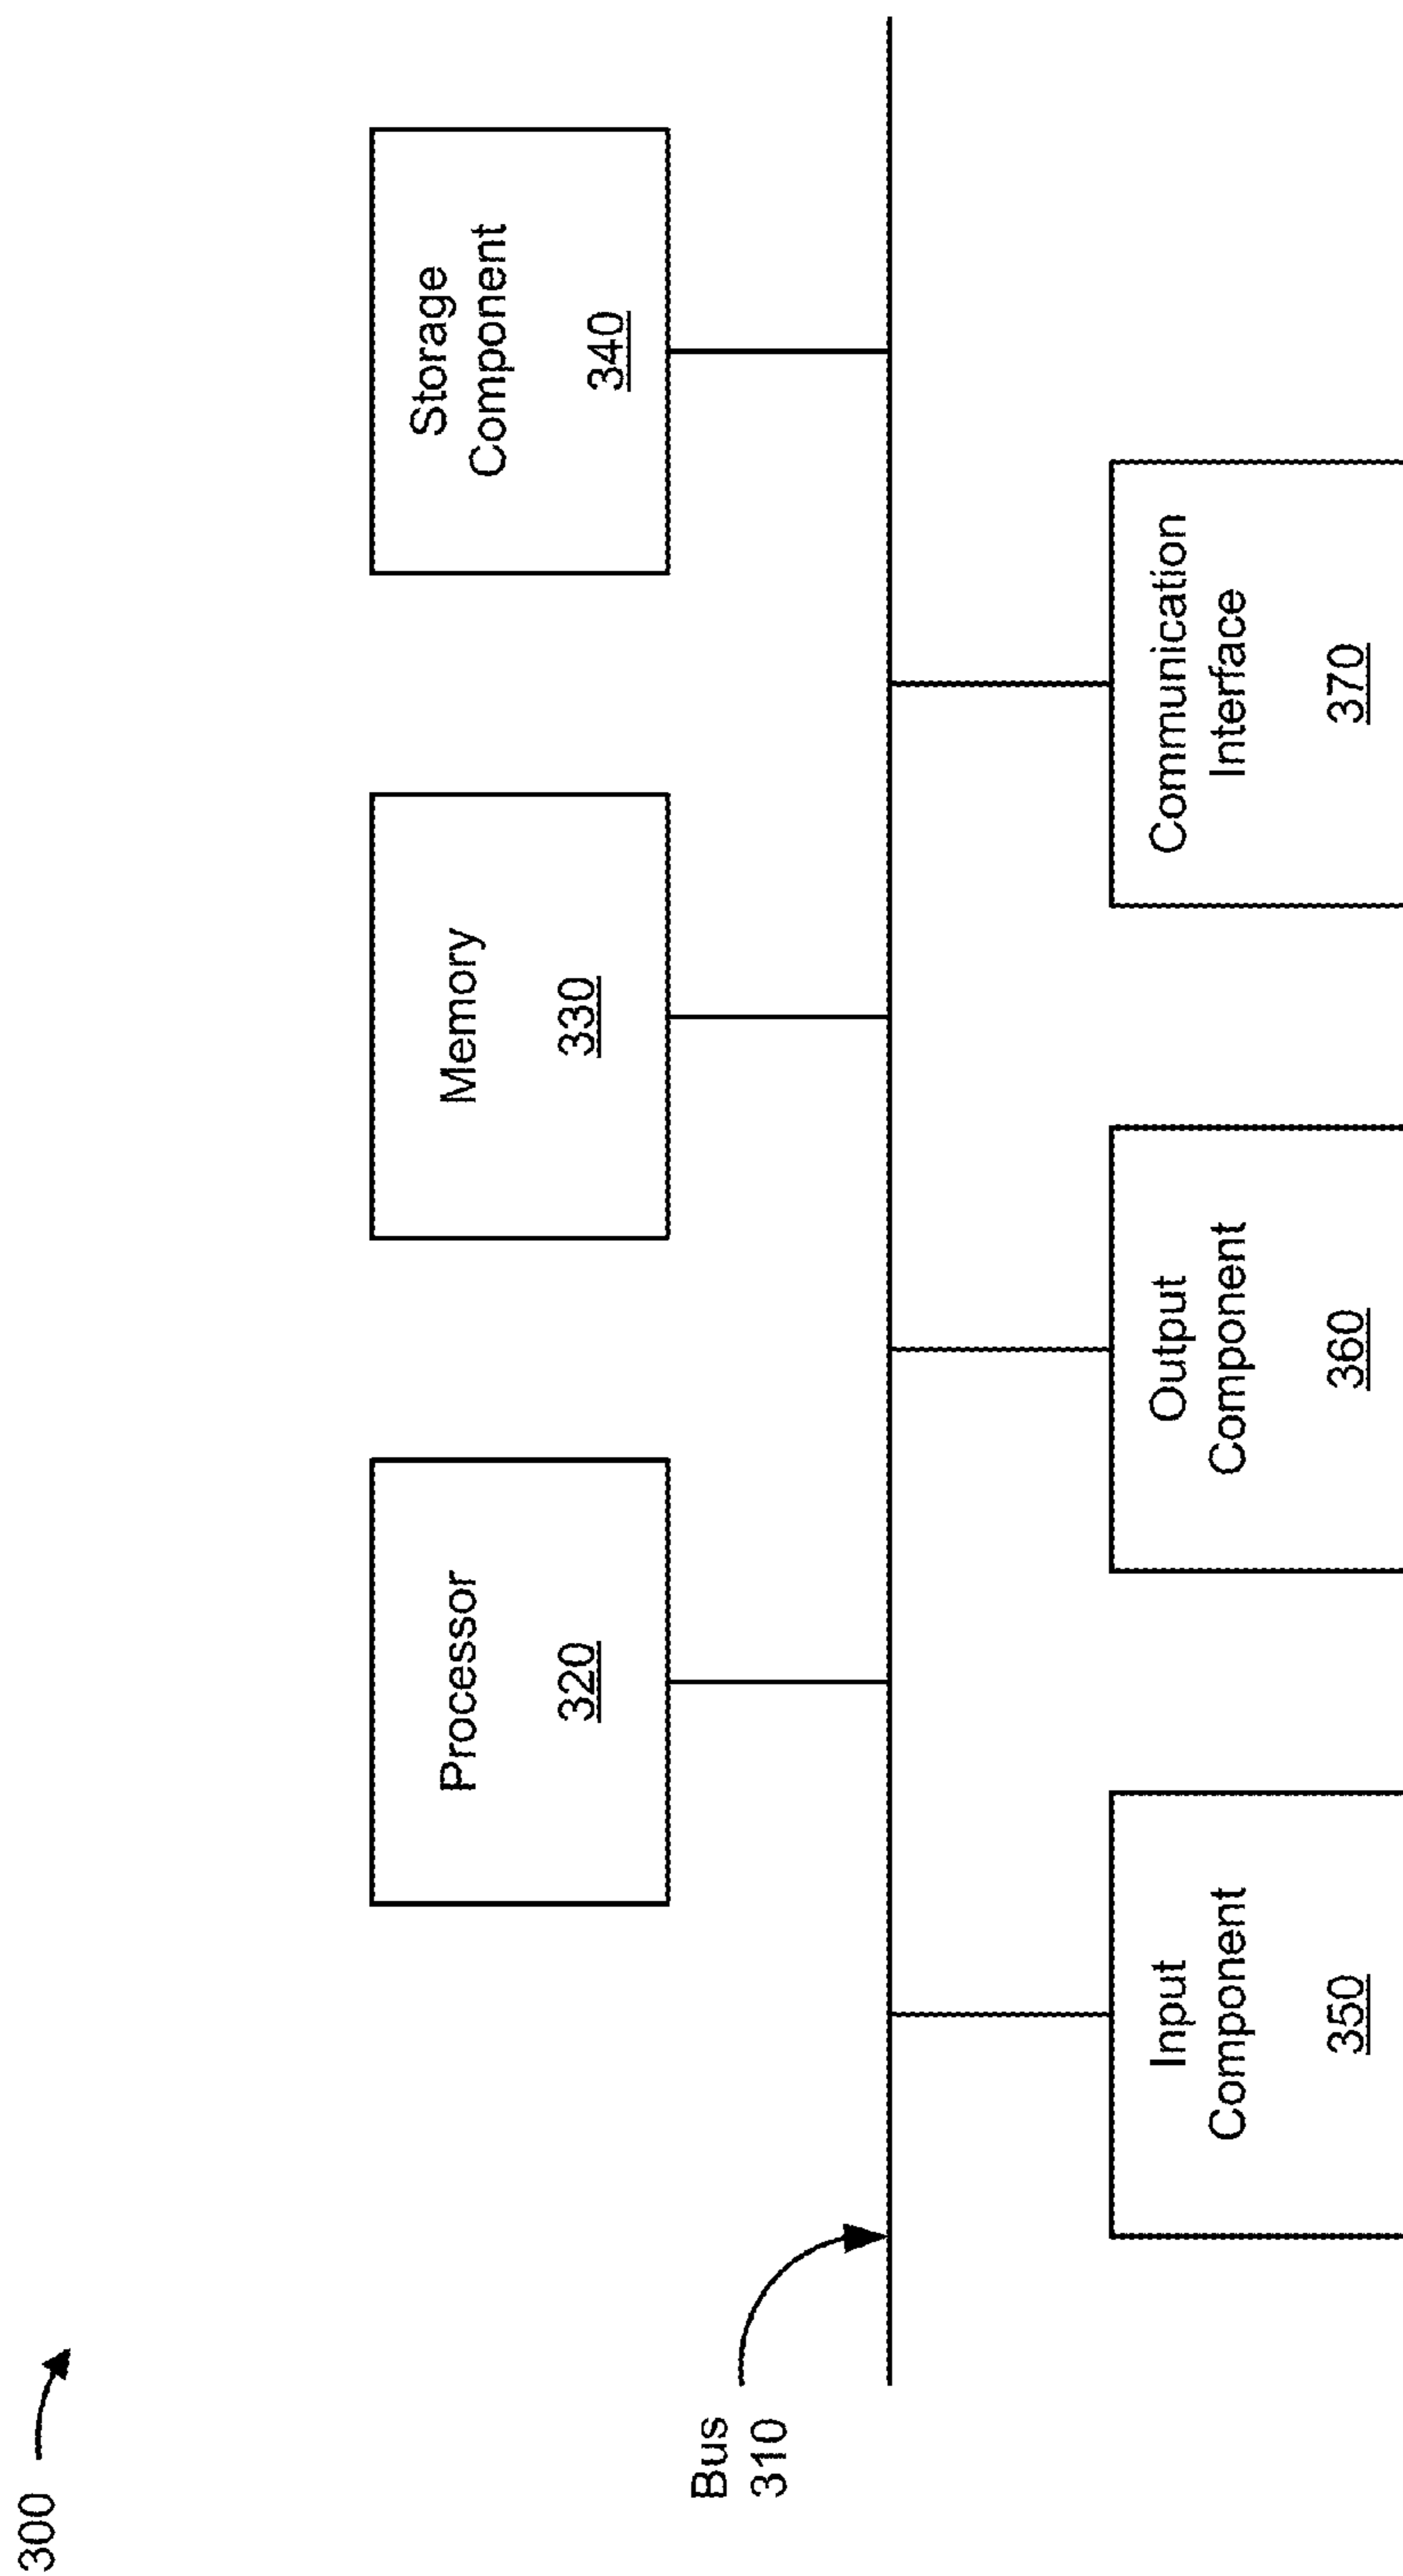 300
Bus
310
Processor
320
Memory
330
Storage
Component
340
Input
Component
350
Output
Component
360
Communication
Interface
370